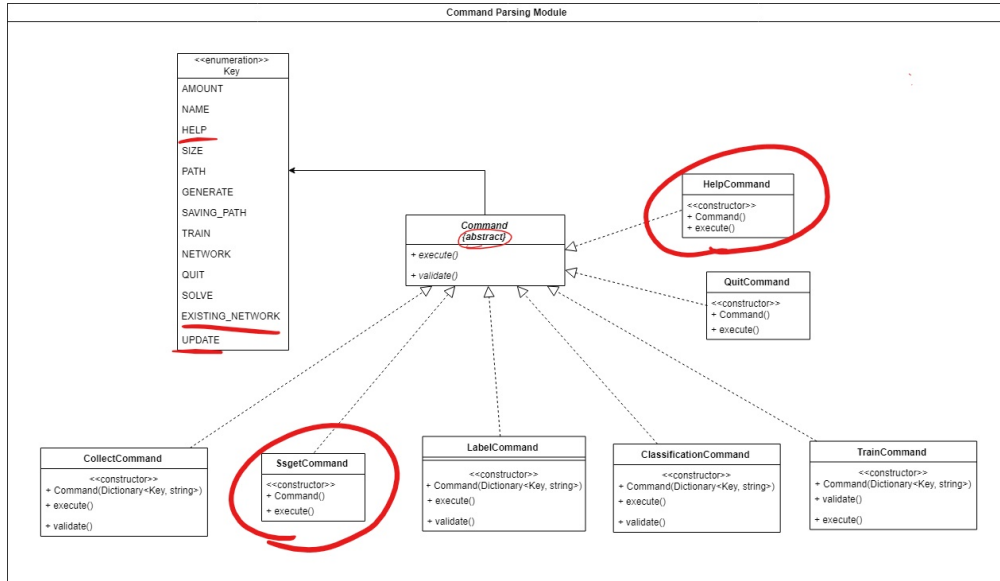 Command Parsing Module
<<enumeration>>
Key
AMOUNT
NAME
HELP
SIZE
PATH
GENERATE
SAVING_PATH
TRAIN
NETWORK
QUIT
SOLVE
EXISTING_NETWORK
UPDATE
Command
{abstract}
+ execute()
+ validate()
HelpCommand
<<constructor>>
+ Command()
+ execute()
QuitCommand
<<constructor>>
+ Command()
+ execute()
CollectCommand
<<constructor>>
+ Command(Dictionary<Key, string>)
+ execute()
+ validate()
SsgetCommand
<<constructor>>
+ Command()
+ execute()
LabelCommand
<<constructor>>
+ Command(Dictionary<Key, string>)
+ execute()
+ validate()
ClassificationCommand
<<constructor>>
+ Command(Dictionary<Key, string>)
+ execute()
+ validate()
TrainCommand
<<constructor>>
+ Command(Dictionary<Key, string>)
+ validate()
+ execute()